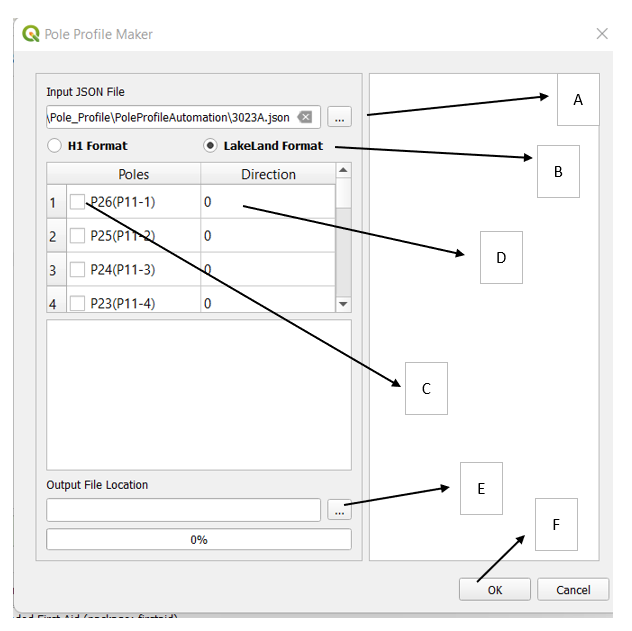 Pole Profile Maker
Input JSON File
\Pole_Profile\PoleProfileAutomation\3023A.json
...
H1 Format
LakeLand Format
Poles Direction
1 P26(P11-1) 0
2 P25(P11-2) 0
3 P24(P11-3) 0
4 P23(P11-4) 0
Output File Location
...
0%
A
B
D
C
E
F
OK Cancel
ded First Aid (package: firstaid)